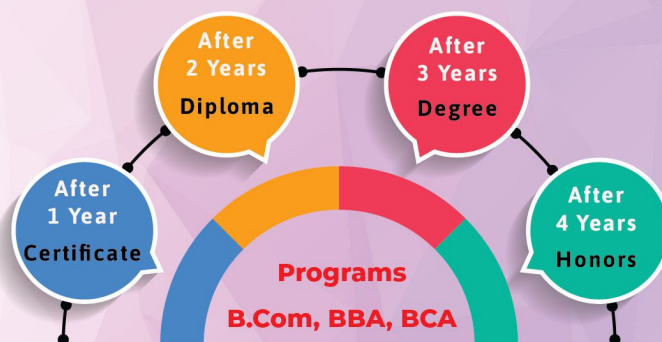 After
2 Years
Diploma
After
3 Years
Degree
After
1 Year
Certificate
After
4 Years
Honors
Programs
B.Com, BBA, BCA